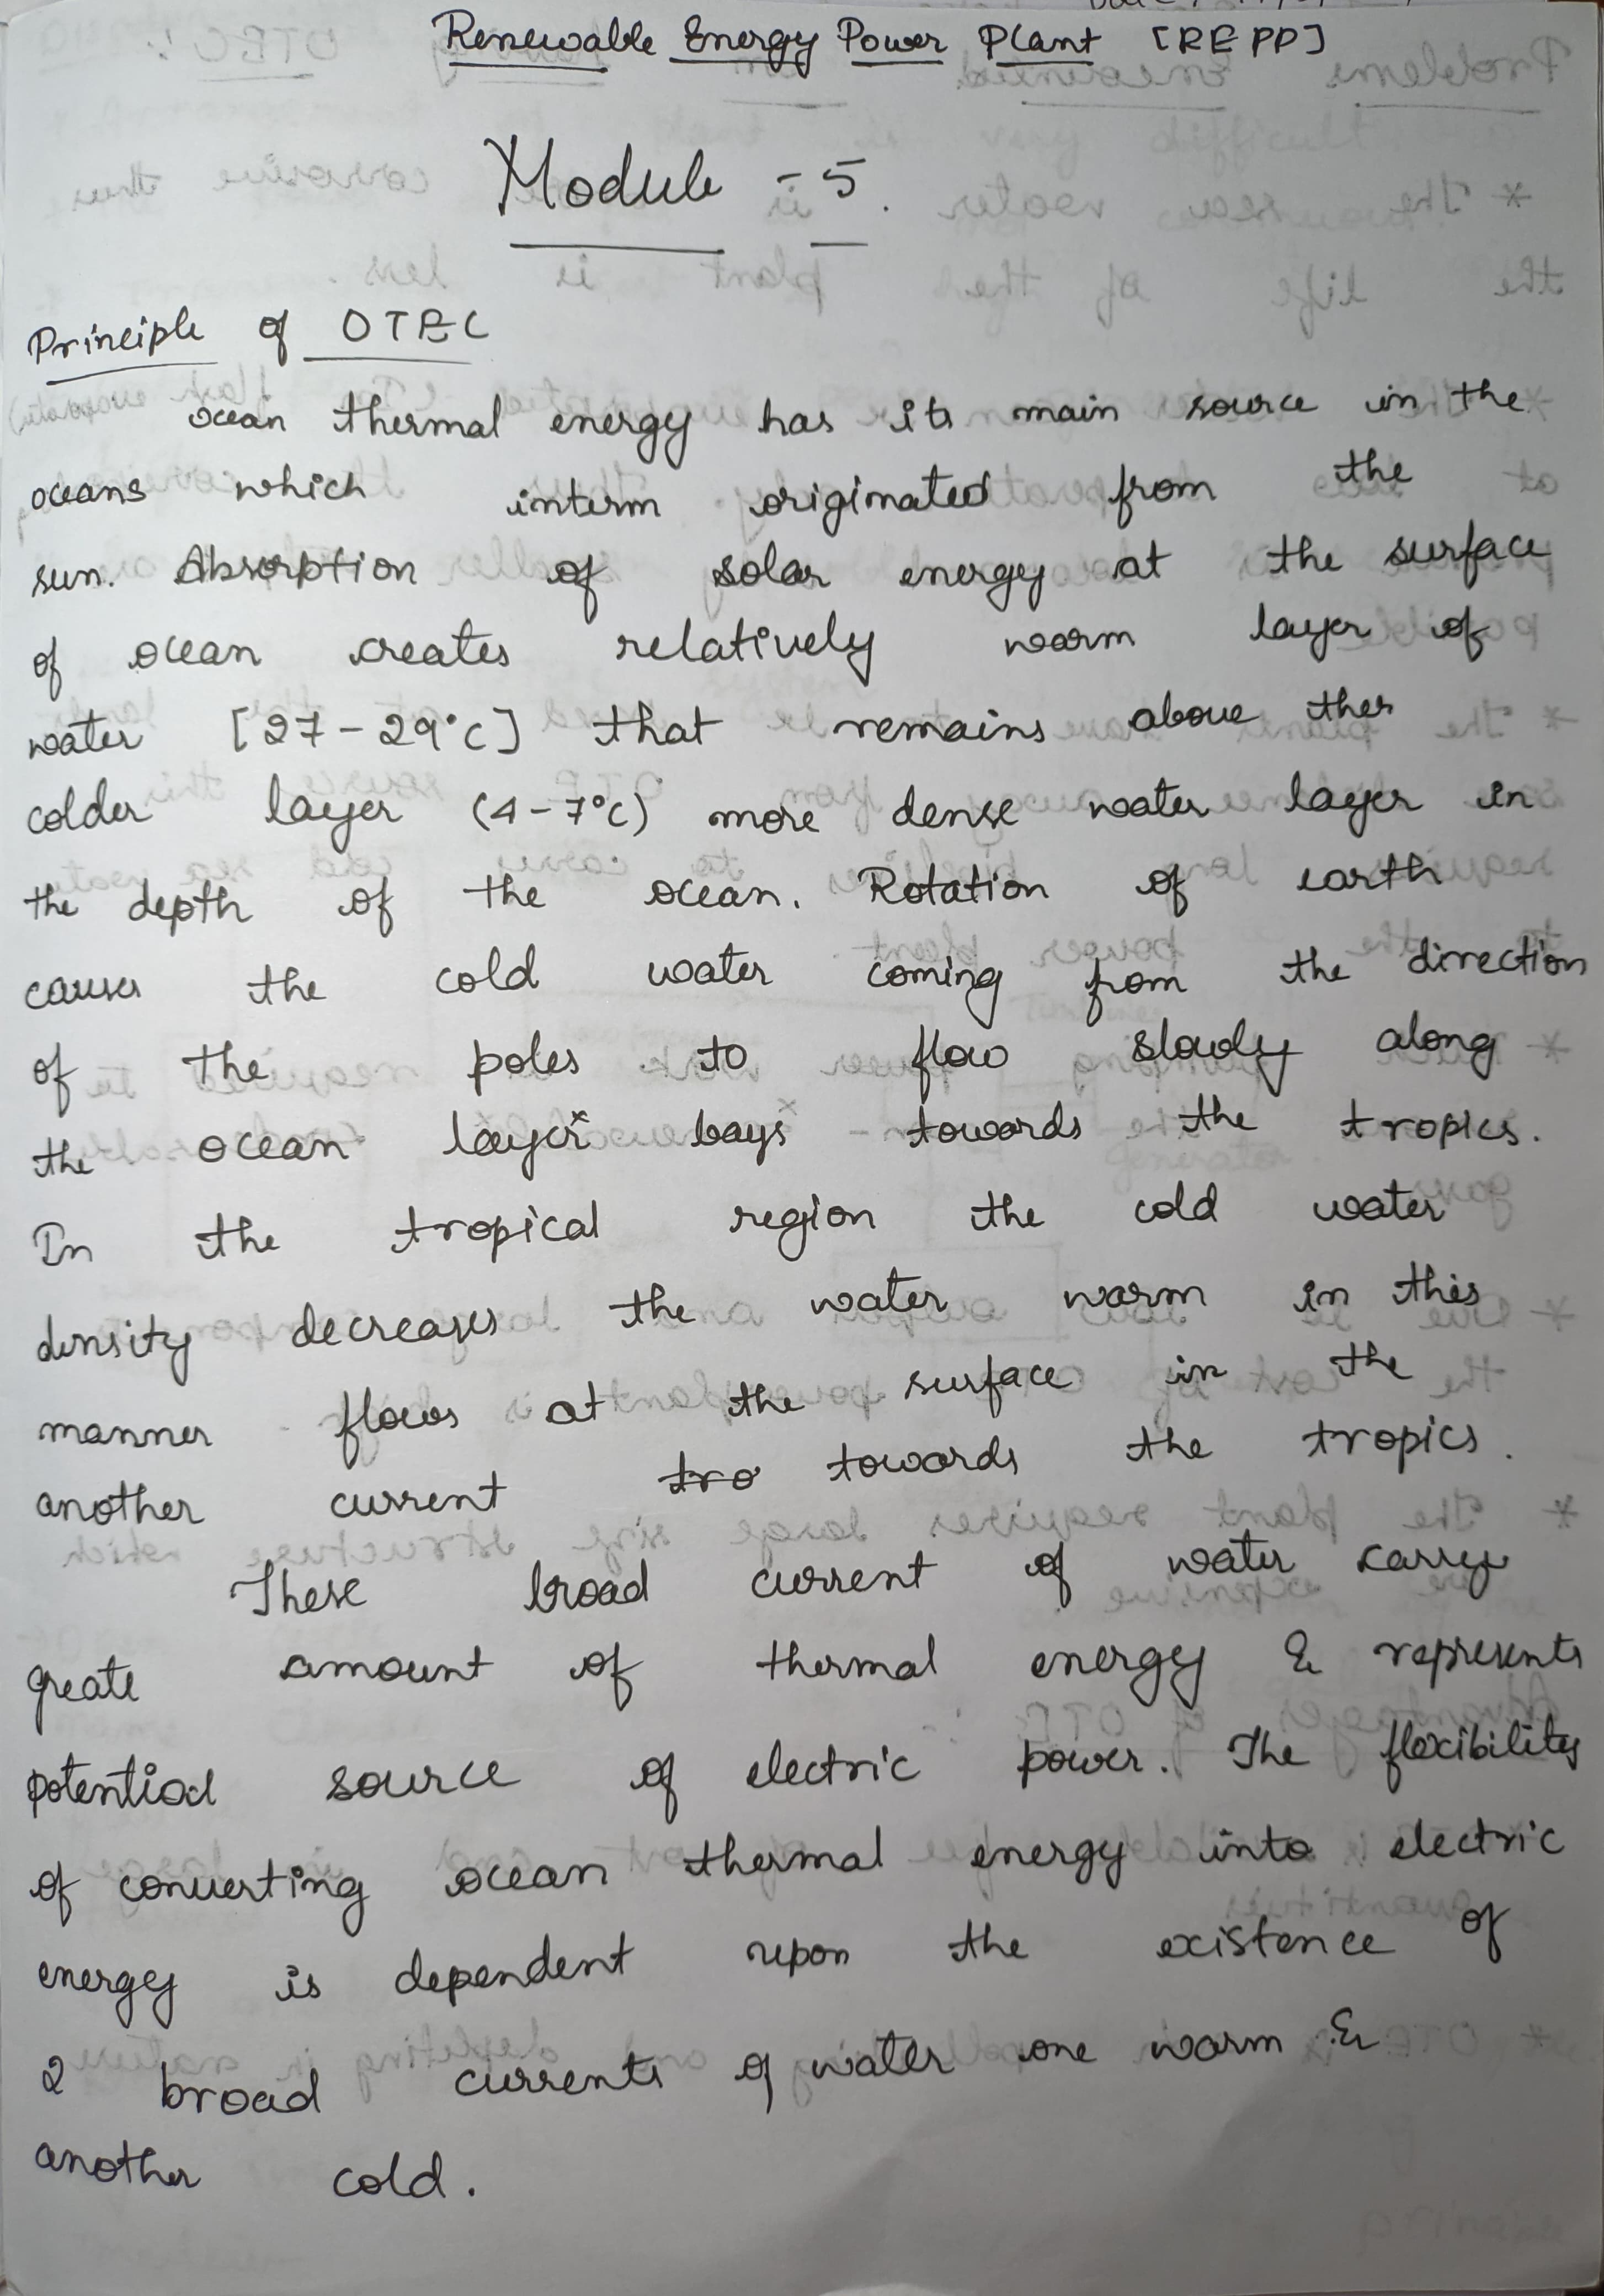 Renewable Energy Power Plant [REPP]
Module - 5.
Principle of OTEC
ocean thermal energy has its main source in the
oceans which interm originated from the
sun. Absorption of solar energy at the surface
of ocean creates relatively warm layer of
water [27-29°C] that remains above ther
colder layer (4-7°C) more dense water layer in
the depth of the ocean. Rotation of earth
causes the cold water coming from the direction
of the poles to flow slowly along
the ocean layer bays towards the tropics.
In the tropical region the cold water
density decreases the water warm in this
manner flows at the surface in the
another current tro towards the tropics.
These broad current of water carry
greate amount of thermal energy & represents
potential source of electric power. The flexibility
of converting ocean thermal energy into electric
energy is dependent upon the existence of
2 broad currents of water one warm &
another cold.